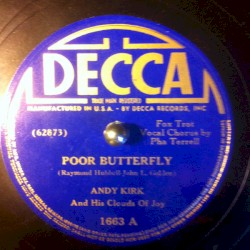 DECCA
TRADE MARK REGISTERED
MANUFACTURED IN U.S.A. - BY DECCA RECORDS, INC
(62873)
Fox Trot
Vocal Chorus by
Pha Terrell
POOR BUTTERFLY
(Raymond Hubbell John L. Golden)
ANDY KIRK
And His Clouds Of Joy
1663 A